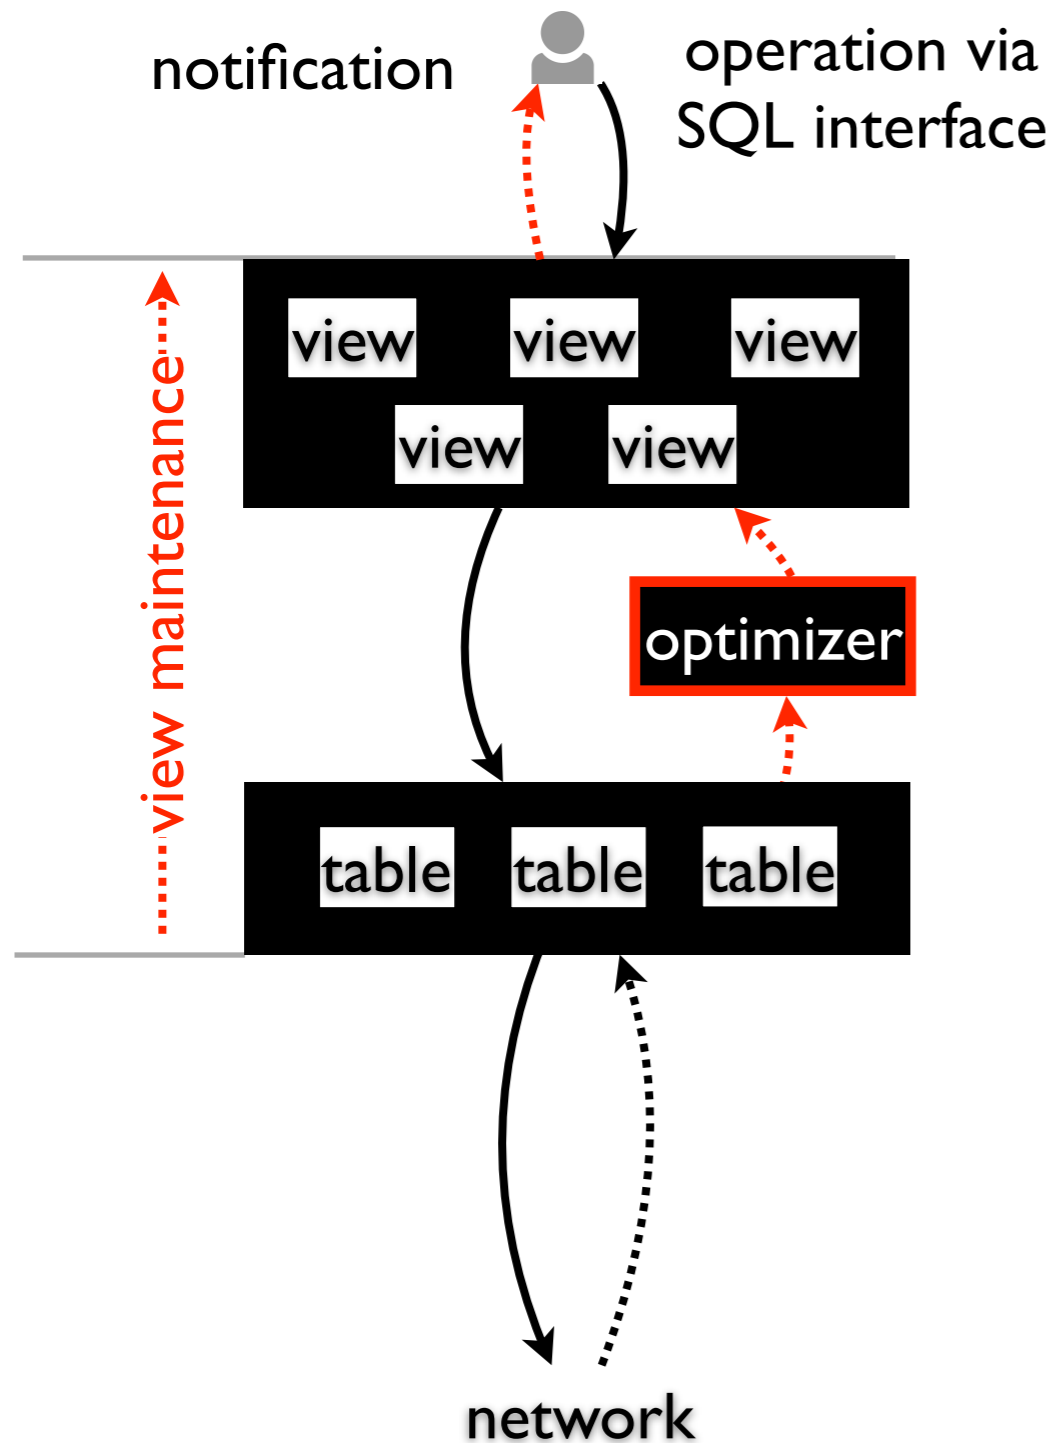 notification
operation via
SQL interface
view view view
view view
view maintenance
optimizer
table table table
network